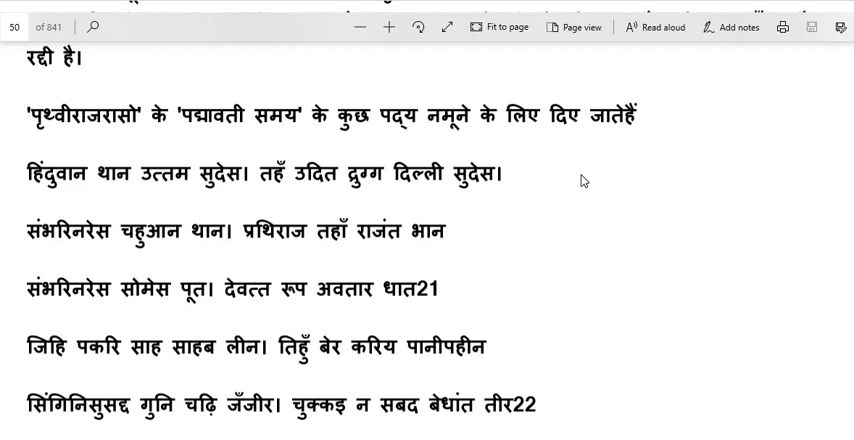 50 of 841 Fit to page Page view Read aloud Add notes
रद्दी है।
'पृथ्वीराजरासो' के 'पद्मावती समय' के कुछ पद्य नमूने के लिए दिए जातेहैं
हिंदुवान थान उत्तम सुदेस। तहँ उदित द्रुग्ग दिल्ली सुदेस।
संभरिनरेस चहुआन थान। प्रथिराज तहाँ राजंत भान
संभरिनरेस सोमेस पूत। देवत्त रूप अवतार धात21
जिहि पकरि साह साहब लीन। तिहुँ बेर करिय पानीपहीन
सिंगिनिसुसद्द गुनि चढ़ि जँजीर। चुक्कइ न सबद बेधांत तीर22